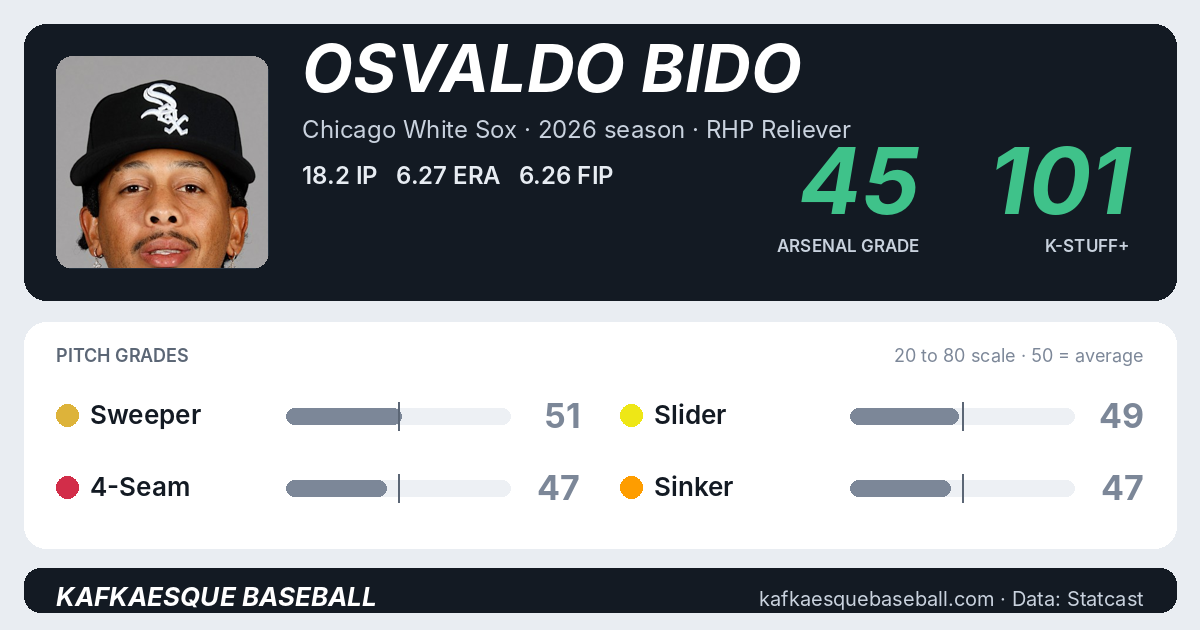 OSVALDO BIDO
Chicago White Sox · 2026 season · RHP Reliever
18.2 IP 6.27 ERA 6.26 FIP
45 101
ARSENAL GRADE K-STUFF+
PITCH GRADES 20 to 80 scale · 50 = average
Sweeper 51 Slider 49
4-Seam 47 Sinker 47
KAFKAESQUE BASEBALL kafkaesquebaseball.com · Data: Statcast
Sox